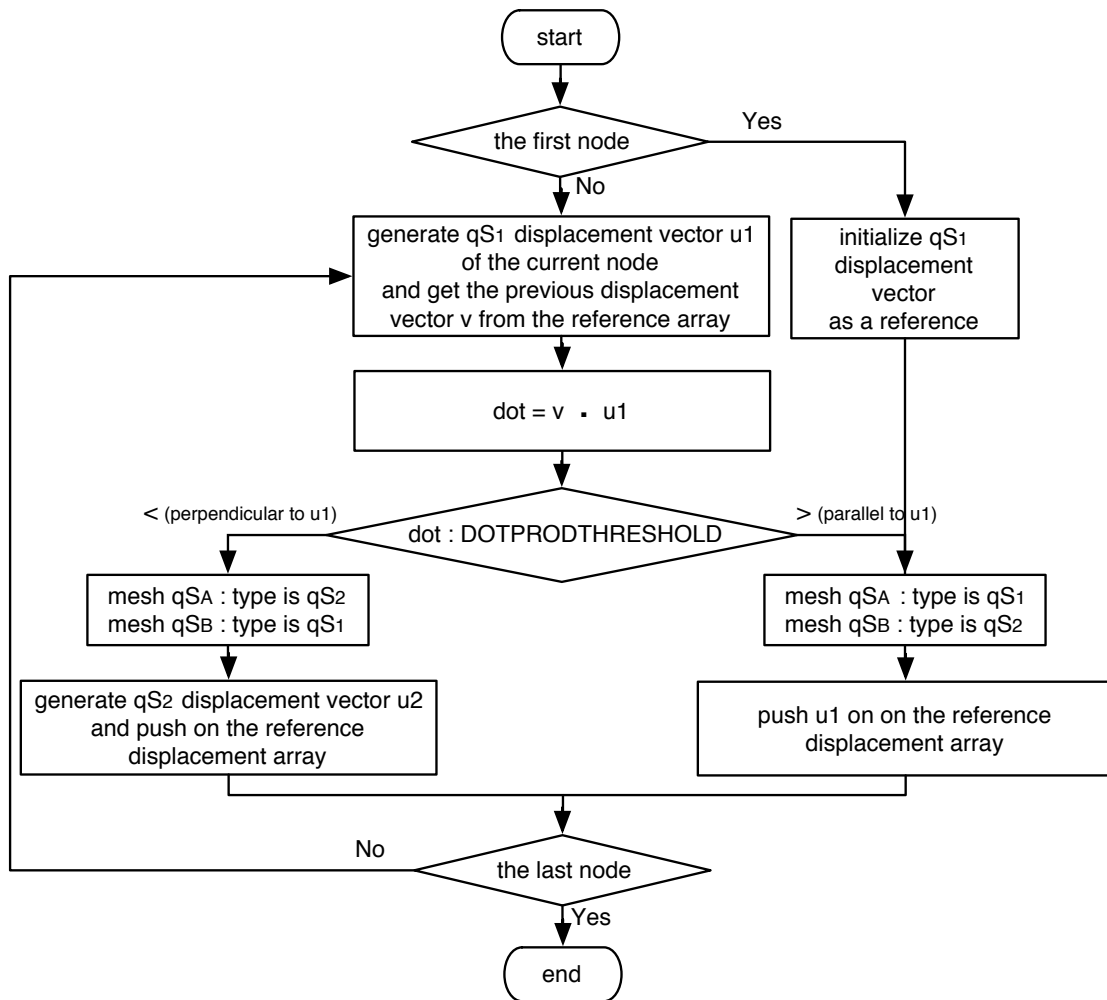 start
the first node
Yes
No
generate qS1 displacement vector u1
of the current node
and get the previous displacement
vector v from the reference array
initialize qS1
displacement
vector
as a reference
dot = v · u1
< (perpendicular to u1)
dot : DOTPRODTHRESHOLD
> (parallel to u1)
mesh qSA : type is qS2
mesh qSB : type is qS1
mesh qSA : type is qS1
mesh qSB : type is qS2
generate qS2 displacement vector u2
and push on the reference
displacement array
push u1 on on the reference
displacement array
No
the last node
Yes
end